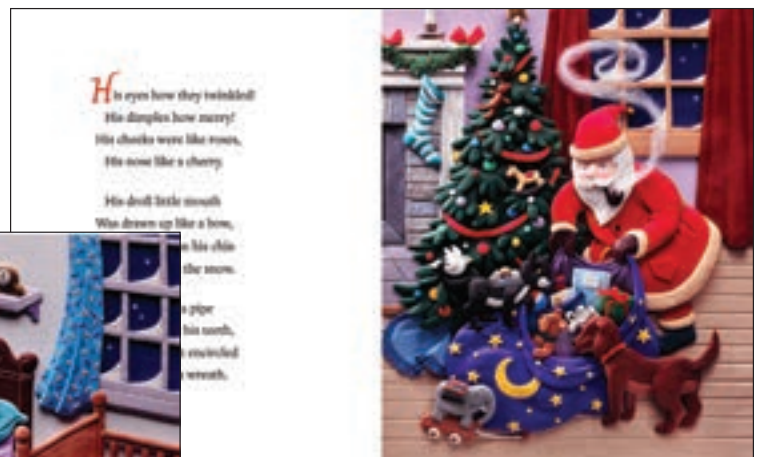 His eyes how they twinkled!
His dimples how merry!
His cheeks were like roses,
His nose like a cherry.
His droll little mouth
Was drawn up like a bow,
his chin
the snow.
a pipe
his teeth,
encircled
wreath.